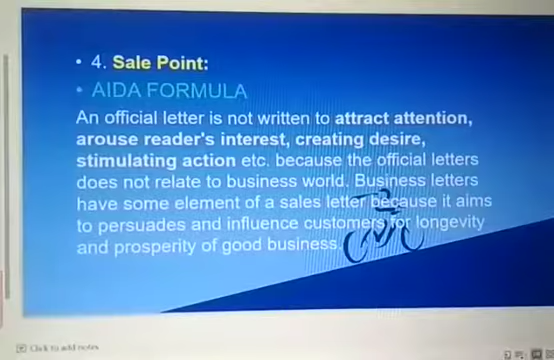 • 4. Sale Point:
• AIDA FORMULA
An official letter is not written to attract attention,
arouse reader's interest, creating desire,
stimulating action etc. because the official letters
does not relate to business world. Business letters
have some element of a sales letter because it aims
to persuades and influence customers for longevity
and prosperity of good business.
Click to add notes